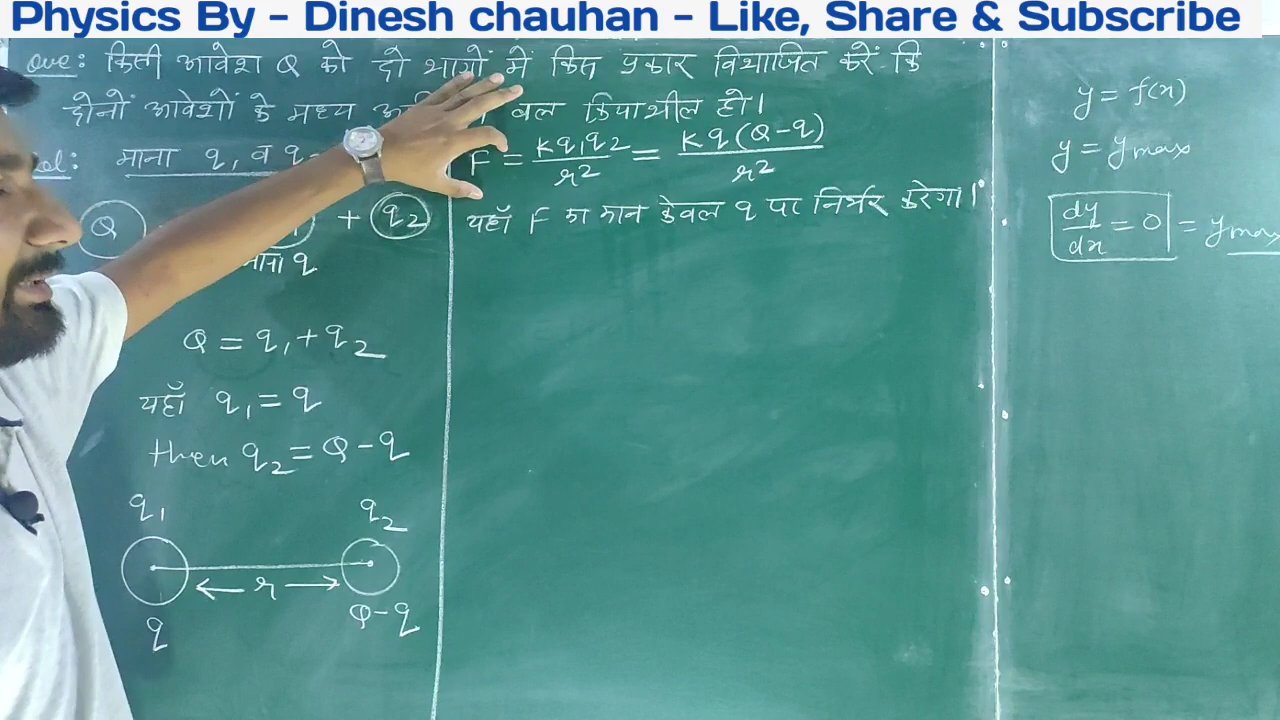 Physics By - Dinesh chauhan - Like, Share & Subscribe
Que: किसी आवेश Q को दो भागों में किस प्रकार विभाजित करें कि
दोनों आवेशों के मध्य बल क्रियाशील हो।
माना q₁ व
Q + q₂
माना q
Q = q₁ + q₂
यहाँ q₁ = q
then q₂ = Q - q
q₁ q₂
← r →
q Q - q
F = Kq₁q₂/r² = Kq(Q-q)/r²
यहाँ F का मान केवल q पर निर्भर करेगा।
y = f(x)
y = ymax
dy/dx = 0 = ymax